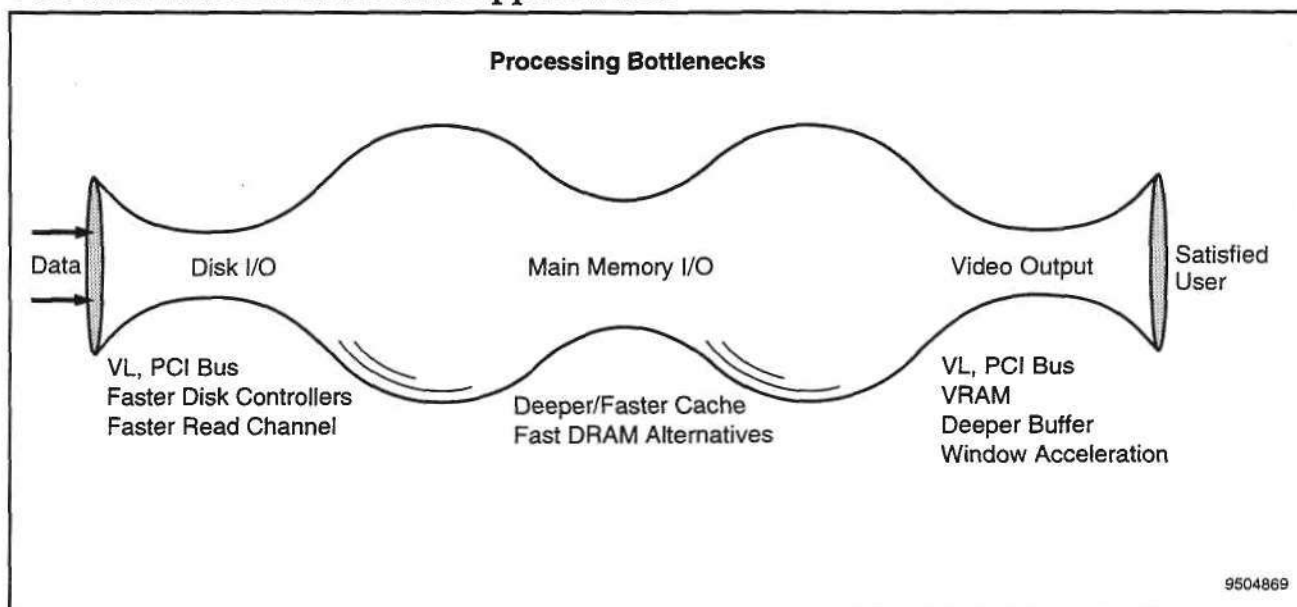 Processing Bottlenecks
Data
Disk I/O
Main Memory I/O
Video Output
Satisfied
User
VL, PCI Bus
Faster Disk Controllers
Faster Read Channel
Deeper/Faster Cache
Fast DRAM Alternatives
VL, PCI Bus
VRAM
Deeper Buffer
Window Acceleration
9504869